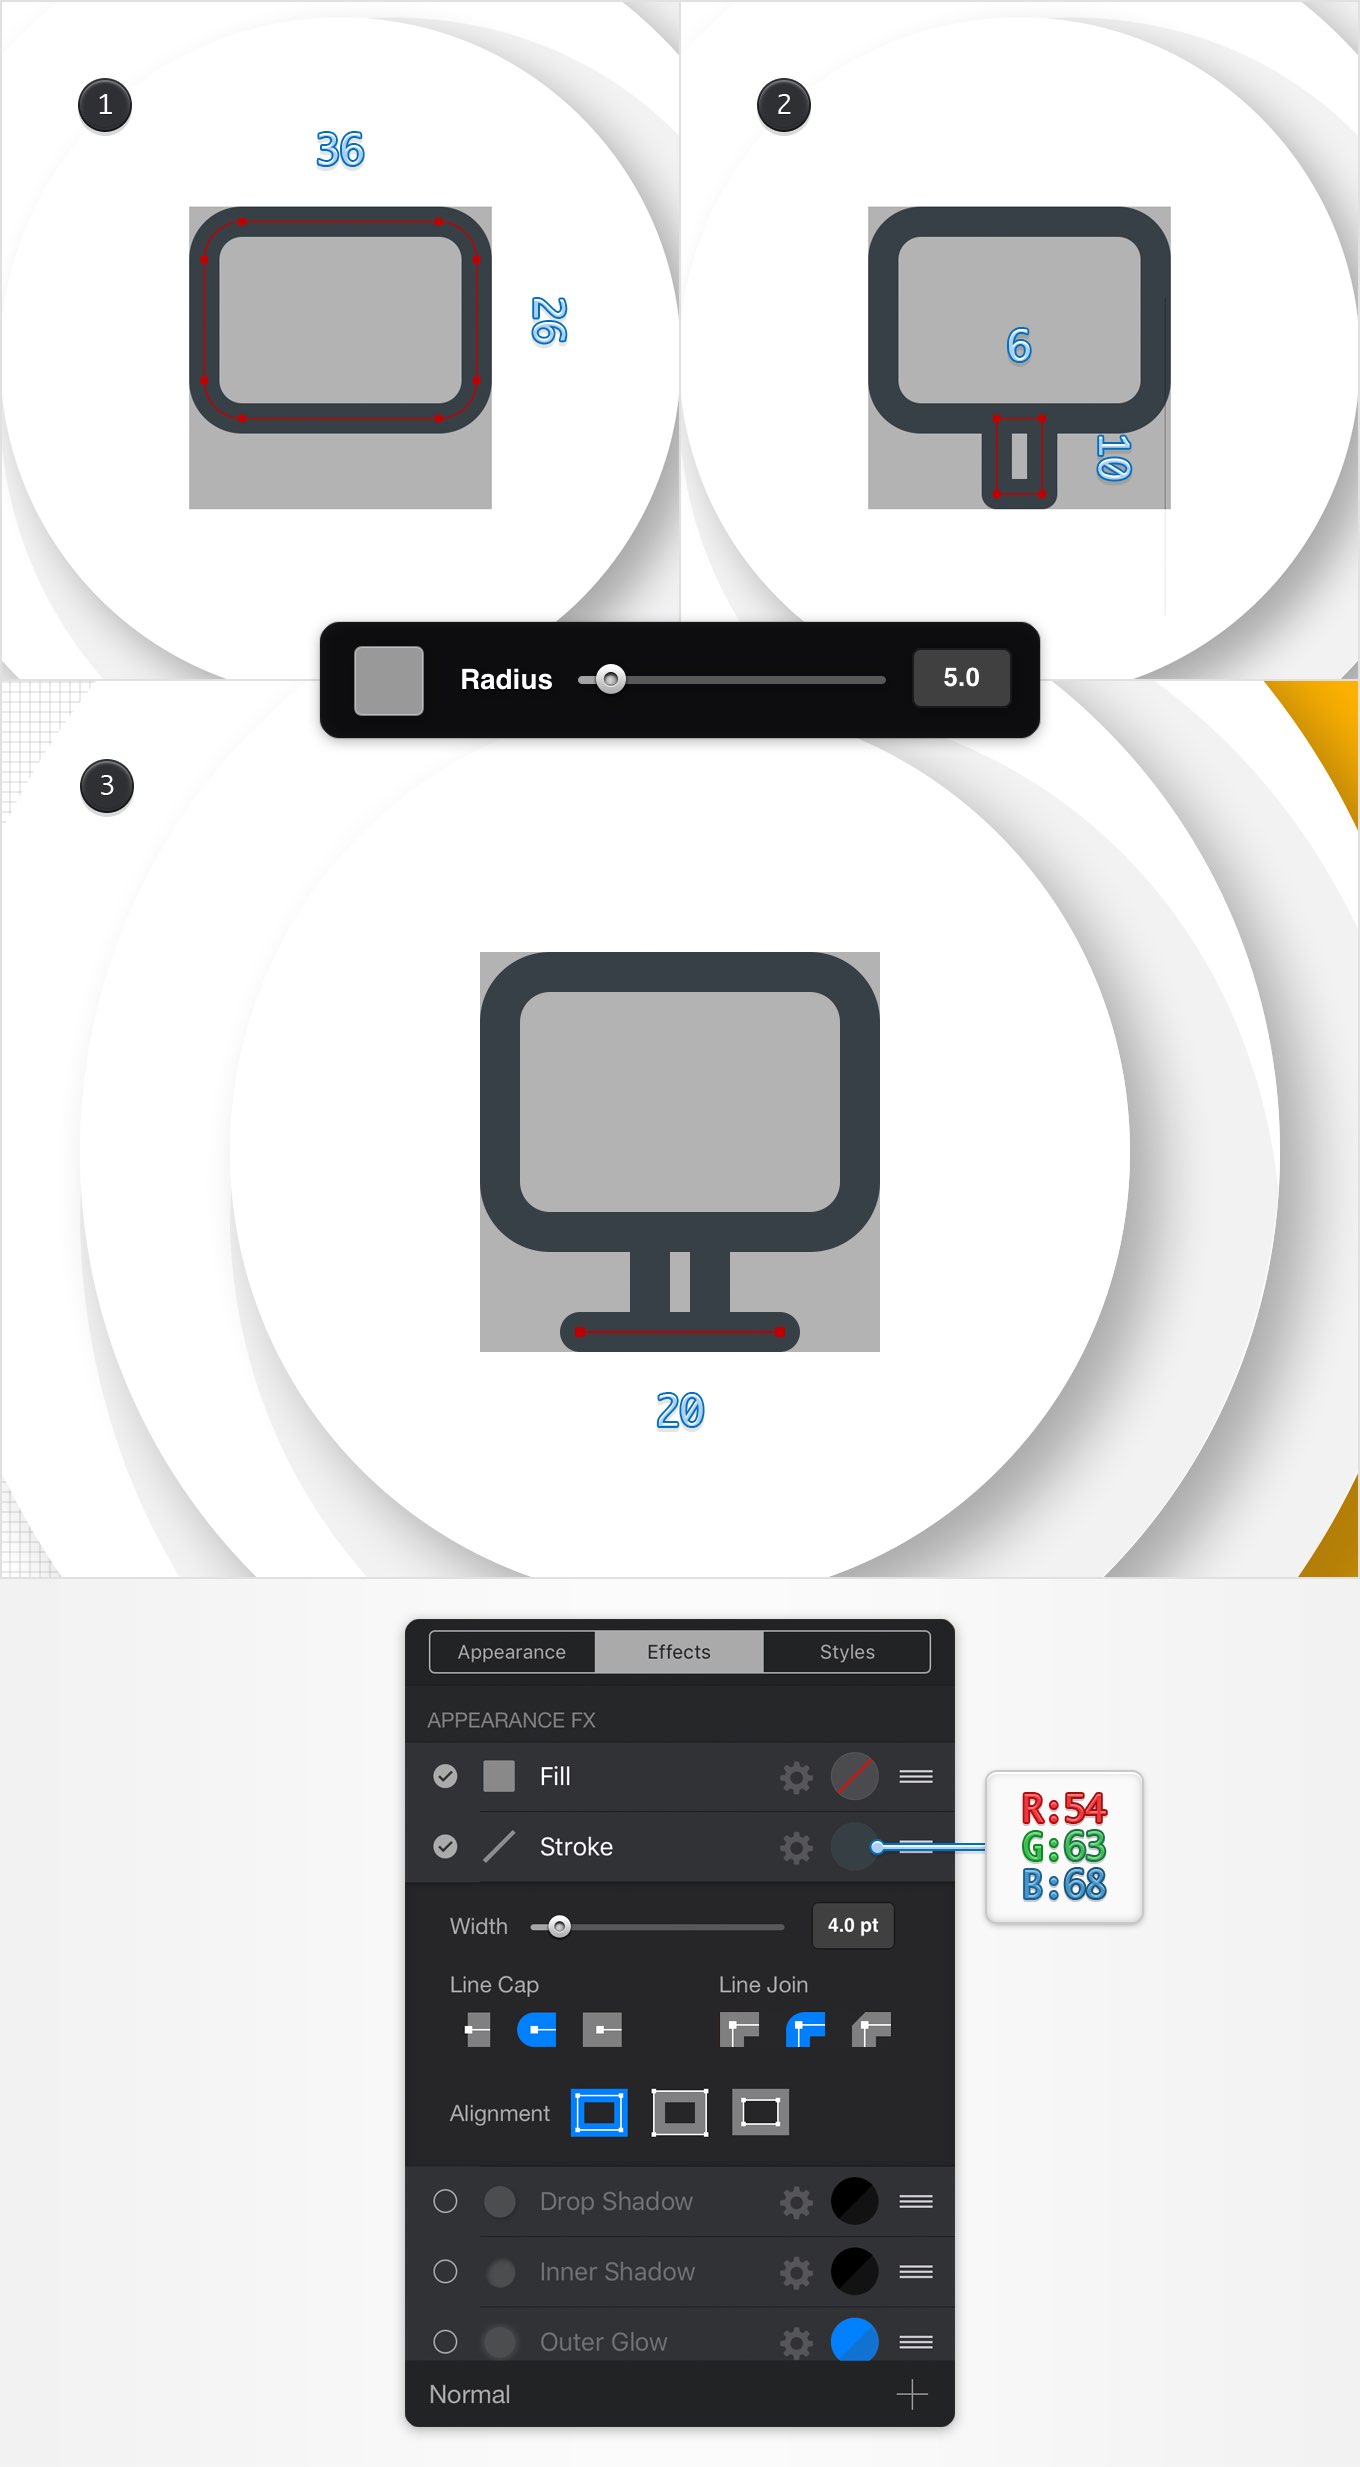 1
36
26
2
6
10
Radius 5.0
3
20
Appearance Effects Styles
APPEARANCE FX
Fill
Stroke
R:54
G:63
B:68
Width 4.0 pt
Line Cap Line Join
Alignment
Drop Shadow
Inner Shadow
Outer Glow
Normal